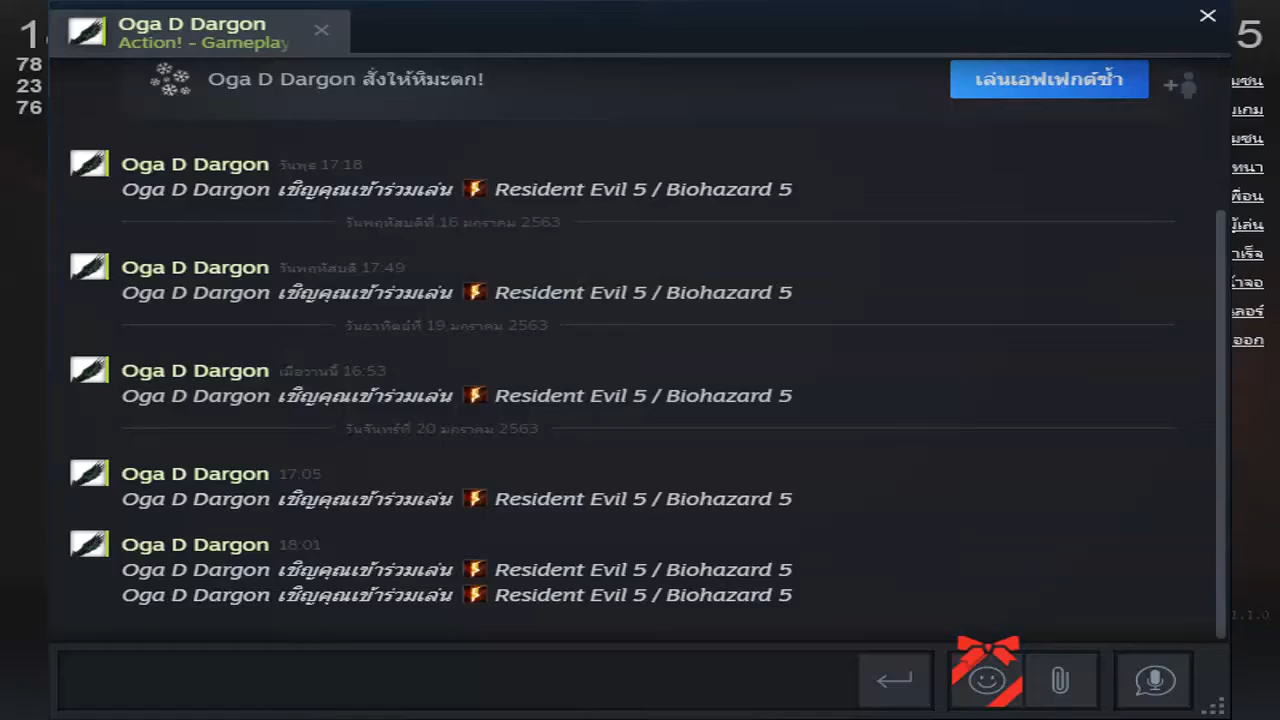 Oga D Dargon
Action! - Gameplay
5
78
23
76
Oga D Dargon สั่งให้หิมะตก!
เล่นเอฟเฟกต์ซ้ำ
Oga D Dargon วันพุธ 17:18
Oga D Dargon เชิญคุณเข้าร่วมเล่น Resident Evil 5 / Biohazard 5
วันพฤหัสบดีที่ 16 มกราคม 2563
Oga D Dargon วันพฤหัสบดี 17:49
Oga D Dargon เชิญคุณเข้าร่วมเล่น Resident Evil 5 / Biohazard 5
วันอาทิตย์ที่ 19 มกราคม 2563
Oga D Dargon เมื่อวานนี้ 16:53
Oga D Dargon เชิญคุณเข้าร่วมเล่น Resident Evil 5 / Biohazard 5
วันจันทร์ที่ 20 มกราคม 2563
Oga D Dargon 17:05
Oga D Dargon เชิญคุณเข้าร่วมเล่น Resident Evil 5 / Biohazard 5
Oga D Dargon 18:01
Oga D Dargon เชิญคุณเข้าร่วมเล่น Resident Evil 5 / Biohazard 5
Oga D Dargon เชิญคุณเข้าร่วมเล่น Resident Evil 5 / Biohazard 5